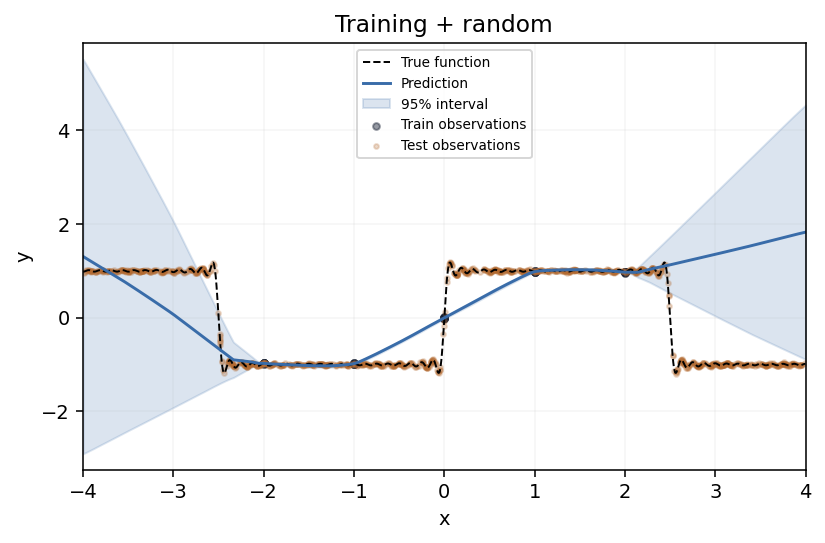 Training + random
True function
Prediction
95% interval
Train observations
Test observations
y
4
2
0
−2
−4 −3 −2 −1 0 1 2 3 4
x